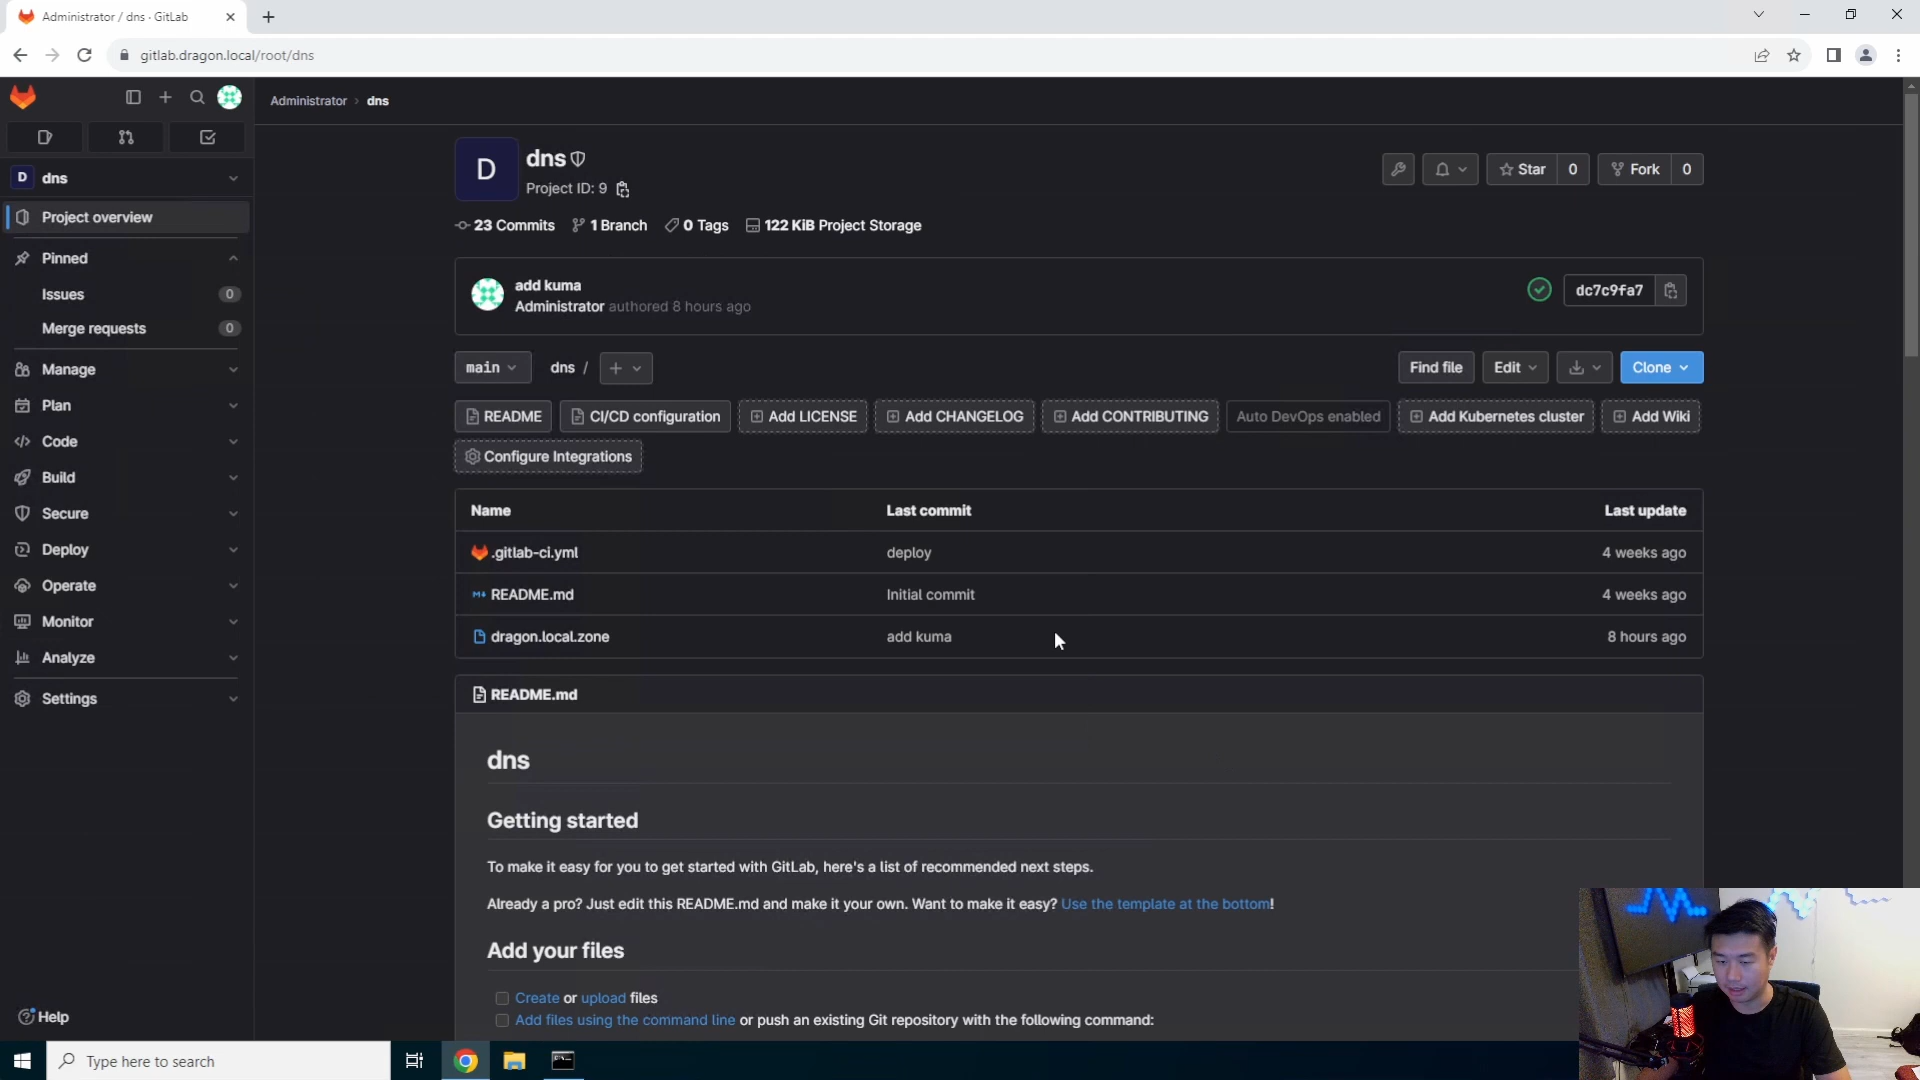 Administrator / dns · GitLab
gitlab.dragon.local/root/dns
Administrator › dns
D dns
Project overview
Pinned
Issues 0
Merge requests 0
Manage
Plan
Code
Build
Secure
Deploy
Operate
Monitor
Analyze
Settings
Help
D
dns
Project ID: 9
Star 0
Fork 0
23 Commits 1 Branch 0 Tags 122 KiB Project Storage
add kuma
Administrator authored 8 hours ago
dc7c9fa7
main dns / +
Find file Edit Clone
README CI/CD configuration Add LICENSE Add CHANGELOG Add CONTRIBUTING Auto DevOps enabled Add Kubernetes cluster Add Wiki
Configure Integrations
Name Last commit Last update
.gitlab-ci.yml deploy 4 weeks ago
README.md Initial commit 4 weeks ago
dragon.local.zone add kuma 8 hours ago
README.md
dns
Getting started
To make it easy for you to get started with GitLab, here's a list of recommended next steps.
Already a pro? Just edit this README.md and make it your own. Want to make it easy? Use the template at the bottom!
Add your files
Create or upload files
Add files using the command line or push an existing Git repository with the following command:
Type here to search